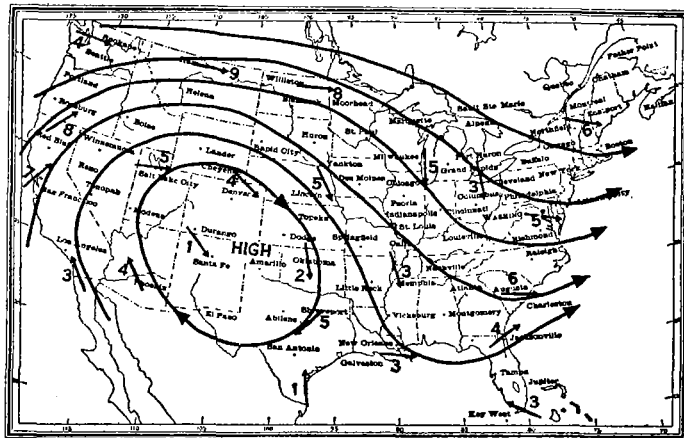 Spokane
4
Seattle
9
Williston
8
Portland
Helena
Bismarck
Moorhead
Sault Ste Marie
Quebec
Father Point
Chatham
Montreal
Eastport
Halifax
Roseburg
8
Boise
Huron
St. Paul
Marquette
Alpena
Northfield
6
Boston
Red Bluff
Winnemucca
Lander
Rapid City
Yankton
Milwaukee
5
Huron
Grand Rapids
Buffalo
Reno
5
Salt Lake City
Cheyenne
4
Des Moines
Chicago
3
Cleveland
New York
Tonopah
Denver
5
Lincoln
Peoria
Columbus
Philadelphia
San Francisco
Modena
Topeka
Indianapolis
Cincinnati
Washing
5
Durango
Dodge
Springfield
St. Louis
Louisville
Richmond
Los Angeles
1
HIGH
Cairo
Raleigh
3
4
Santa Fe
Amarillo
Oklahoma
2
3
Nashville
Phoenix
Little Rock
Memphis
Atlanta
6
Augusta
El Paso
Abilene
Shreveport
5
Vicksburg
Montgomery
Charleston
San Antonio
New Orleans
4
Jacksonville
Galveston
3
1
Tampa
Jupiter
Key West
3